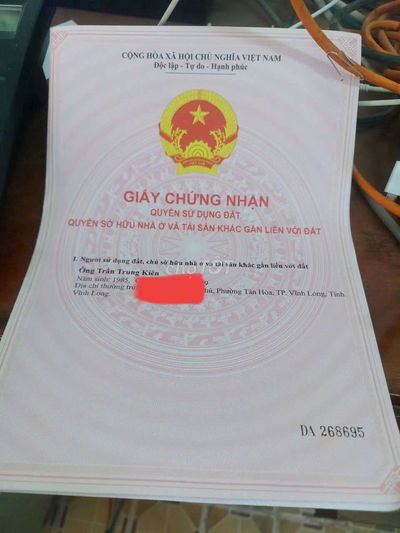 CỘNG HÒA XÃ HỘI CHỦ NGHĨA VIỆT NAM
Độc lập - Tự do - Hạnh phúc
GIẤY CHỨNG NHẬN
QUYỀN SỬ DỤNG ĐẤT
QUYỀN SỞ HỮU NHÀ Ở VÀ TÀI SẢN KHÁC GẮN LIỀN VỚI ĐẤT
I. Người sử dụng đất, chủ sở hữu nhà ở và tài sản khác gắn liền với đất
Ông Trần Trung Kiên
Năm sinh: 1985,
Địa chỉ thường Phường Tân Hòa, TP. Vĩnh Long, Tỉnh
Vĩnh Long.
DA 268695